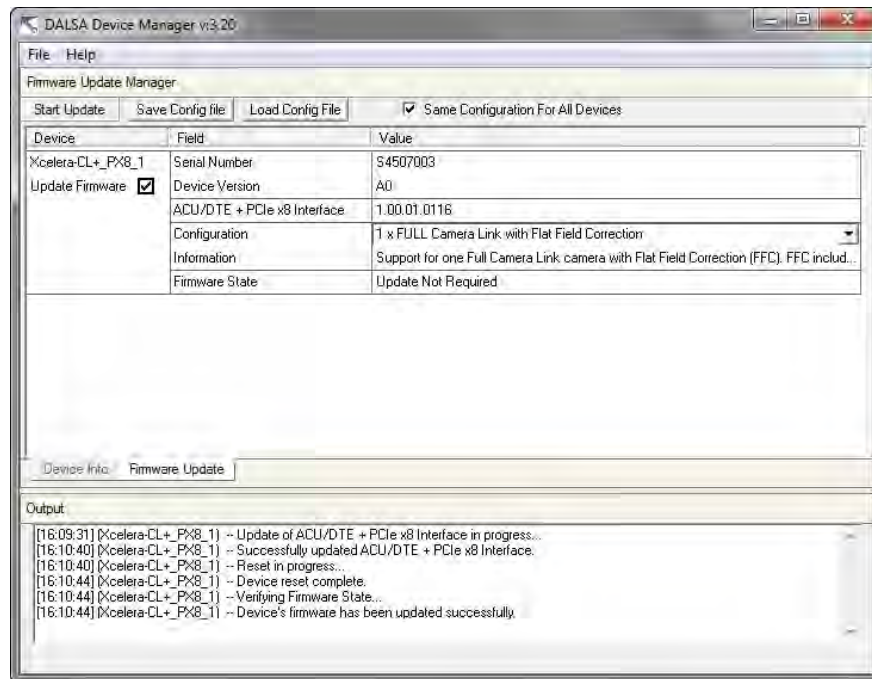 DALSA Device Manager v:3.20
File Help
Firmware Update Manager
Start Update Save Config file Load Config File Same Configuration For All Devices
Device Field Value
Xcelera-CL+_PX8_1 Serial Number S4507003
Update Firmware Device Version A0
ACU/DTE + PCIe x8 Interface 1.00.01.0116
Configuration 1 x FULL Camera Link with Flat Field Correction
Information Support for one Full Camera Link camera with Flat Field Correction (FFC). FFC includ...
Firmware State Update Not Required
Device Info Firmware Update
Output
[16:09:31] [Xcelera-CL+_PX8_1] -- Update of ACU/DTE + PCIe x8 Interface in progress...
[16:10:40] [Xcelera-CL+_PX8_1] -- Successfully updated ACU/DTE + PCIe x8 Interface.
[16:10:40] [Xcelera-CL+_PX8_1] -- Reset in progress...
[16:10:44] [Xcelera-CL+_PX8_1] -- Device reset complete.
[16:10:44] [Xcelera-CL+_PX8_1] -- Verifying Firmware State...
[16:10:44] [Xcelera-CL+_PX8_1] -- Device's firmware has been updated successfully.